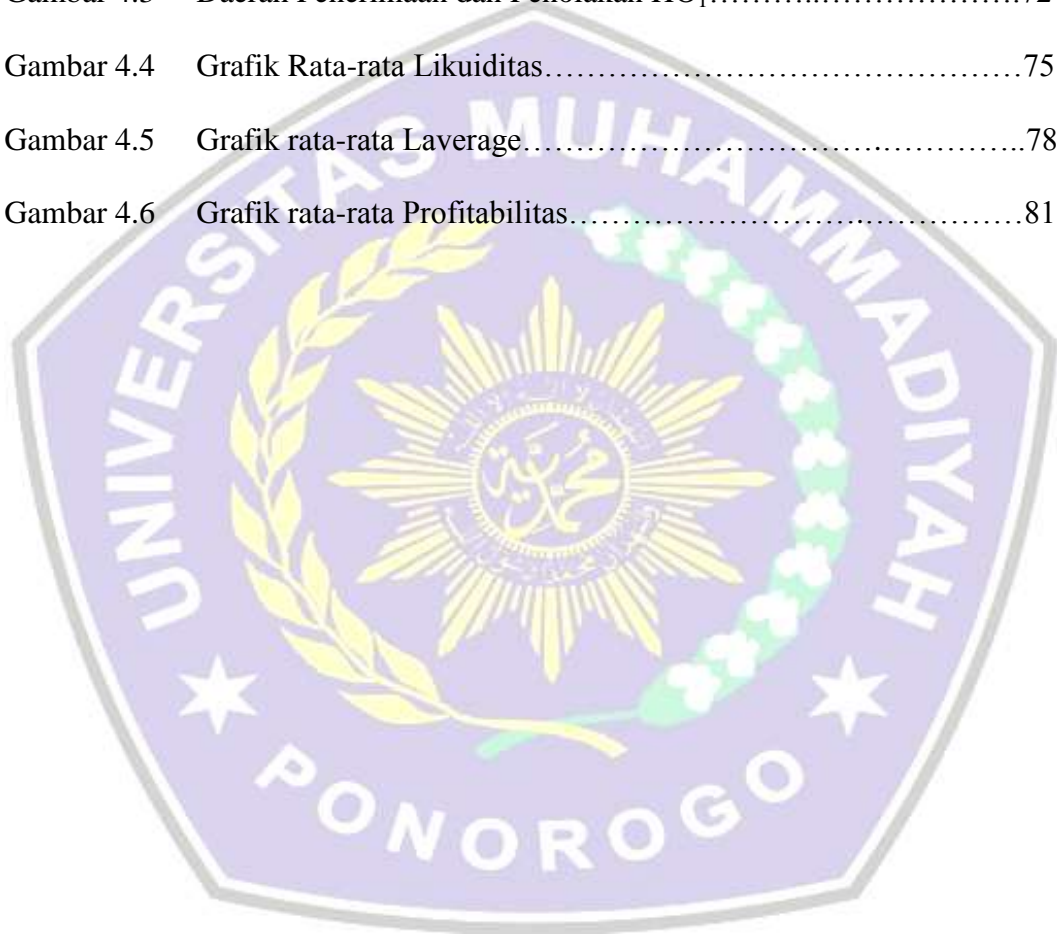 Gambar 4.4 Grafik Rata-rata Likuiditas……………………………………75
Gambar 4.5 Grafik rata-rata Laverage………………………….…………..78
Gambar 4.6 Grafik rata-rata Profitabilitas……………………….……………81
UNIVERSITAS MUHAMMADIYAH
محمدية
PONOROGO